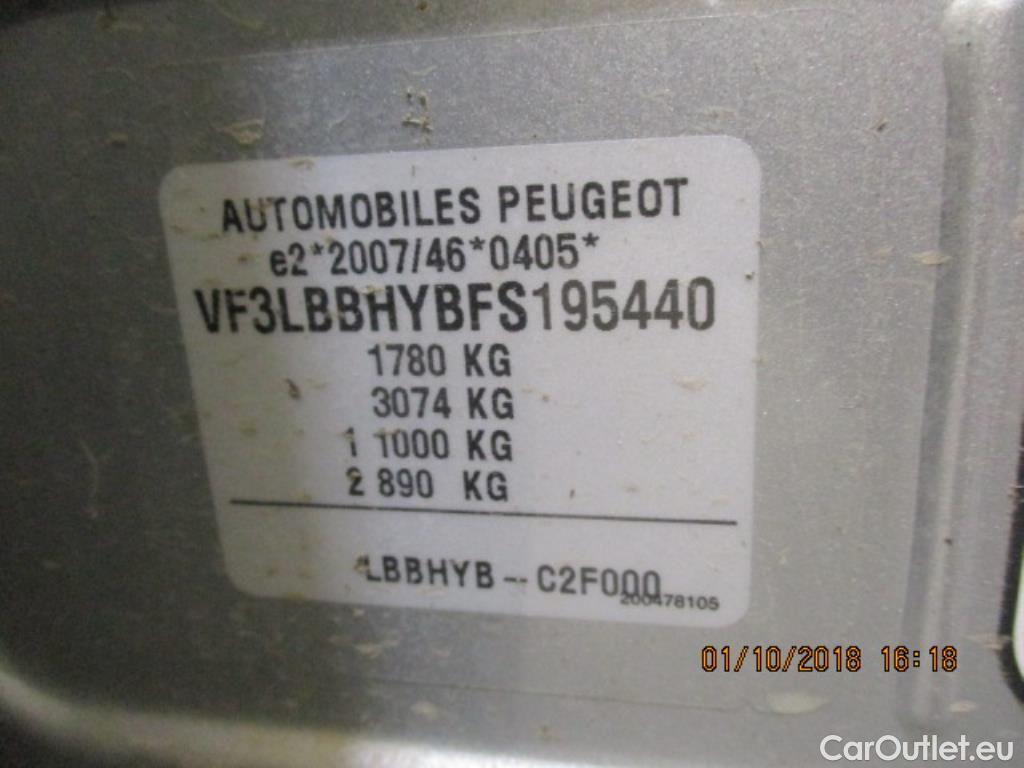 AUTOMOBILES PEUGEOT
e2*2007/46*0405*
VF3LBBHYBFS195440
1780 KG
3074 KG
1 1000 KG
2 890 KG
LBBHYB -- C2F000
200478105
01/10/2018 16:18
CarOutlet.eu